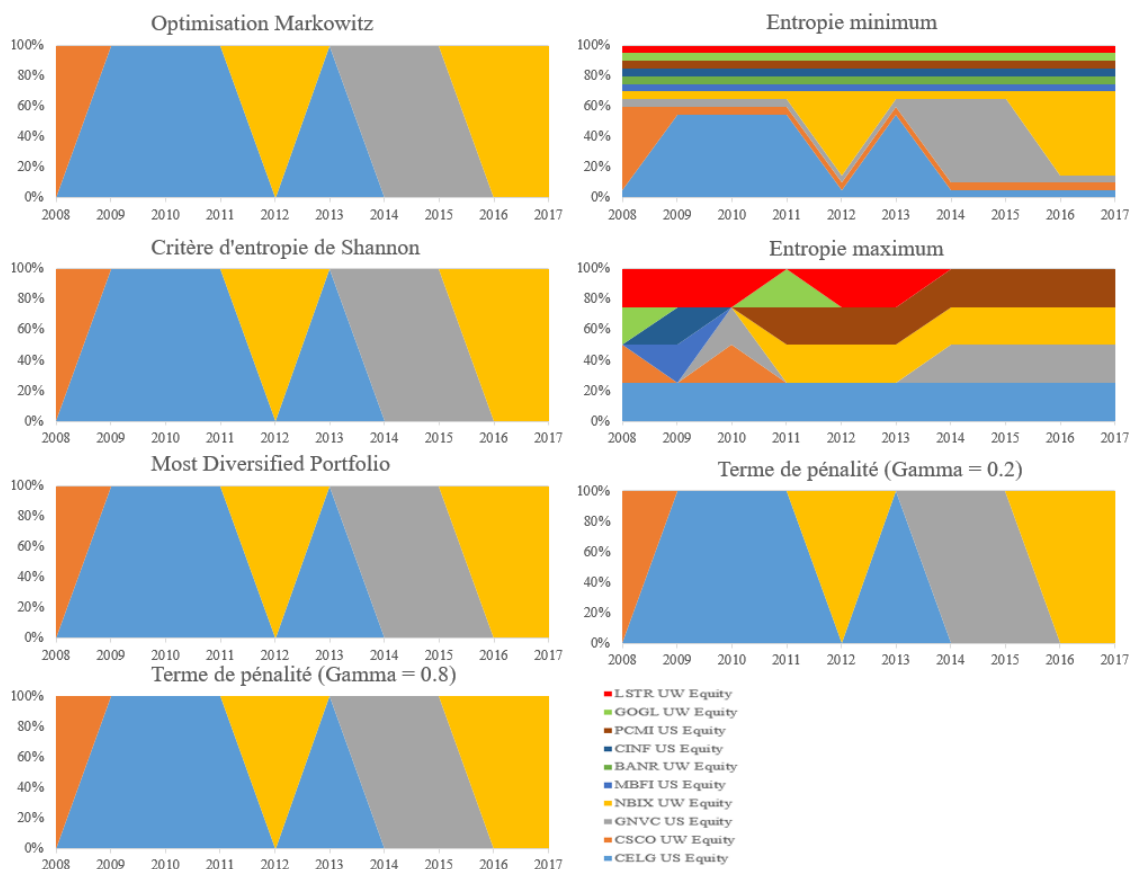 Optimisation Markowitz
100%
80%
60%
40%
20%
0%
2008 2009 2010 2011 2012 2013 2014 2015 2016 2017
Entropie minimum
100%
80%
60%
40%
20%
0%
2008 2009 2010 2011 2012 2013 2014 2015 2016 2017
Critère d'entropie de Shannon
100%
80%
60%
40%
20%
0%
2008 2009 2010 2011 2012 2013 2014 2015 2016 2017
Entropie maximum
100%
80%
60%
40%
20%
0%
2008 2009 2010 2011 2012 2013 2014 2015 2016 2017
Most Diversified Portfolio
100%
80%
60%
40%
20%
0%
2008 2009 2010 2011 2012 2013 2014 2015 2016 2017
Terme de pénalité (Gamma = 0.2)
100%
80%
60%
40%
20%
0%
2008 2009 2010 2011 2012 2013 2014 2015 2016 2017
Terme de pénalité (Gamma = 0.8)
100%
80%
60%
40%
20%
0%
2008 2009 2010 2011 2012 2013 2014 2015 2016 2017
LSTR UW Equity
GOGL UW Equity
PCMI US Equity
CINF US Equity
BANR UW Equity
MBFI US Equity
NBIX UW Equity
GNVC US Equity
CSCO UW Equity
CELG US Equity